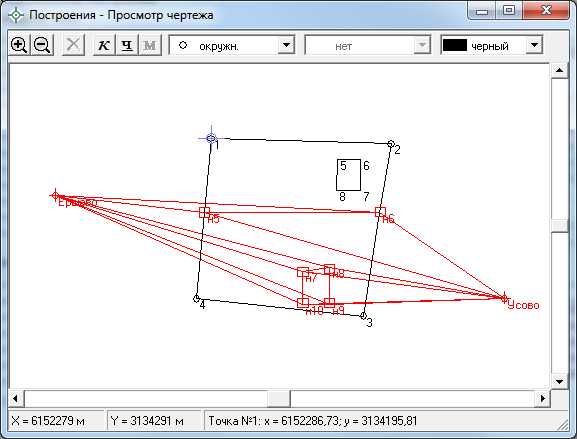 Построения - Просмотр чертежа
К Ч М окружн. нет черный
1
2
5 6
8 7
Ерьково
н5 н6
н7 н8
н10 н9
4
3
Усово
X = 6152279 м Y = 3134291 м Точка №1: x = 6152286,73; y = 3134195,81